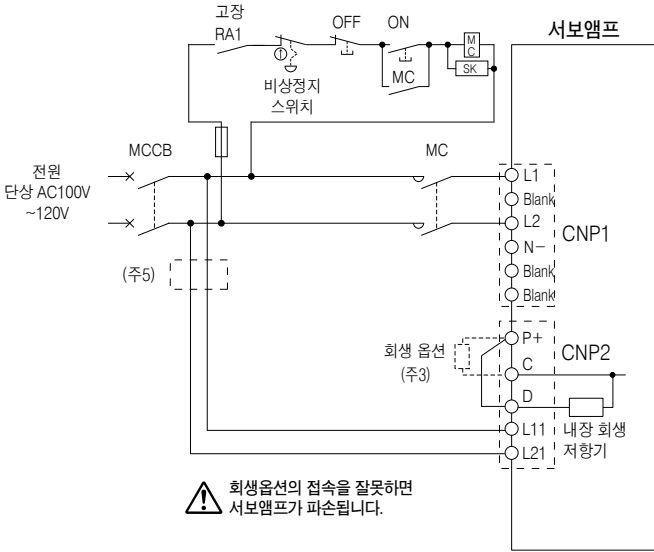 고장
RA1
OFF
ON
서보앰프
M
C
SK
MC
비상정지
스위치
MCCB
MC
전원
단상 AC100V
~120V
L1
Blank
L2
CNP1
N−
Blank
Blank
(주5)
P+
회생 옵션
(주3)
CNP2
C
D
L11
내장 회생
저항기
L21
회생옵션의 접속을 잘못하면
서보앰프가 파손됩니다.